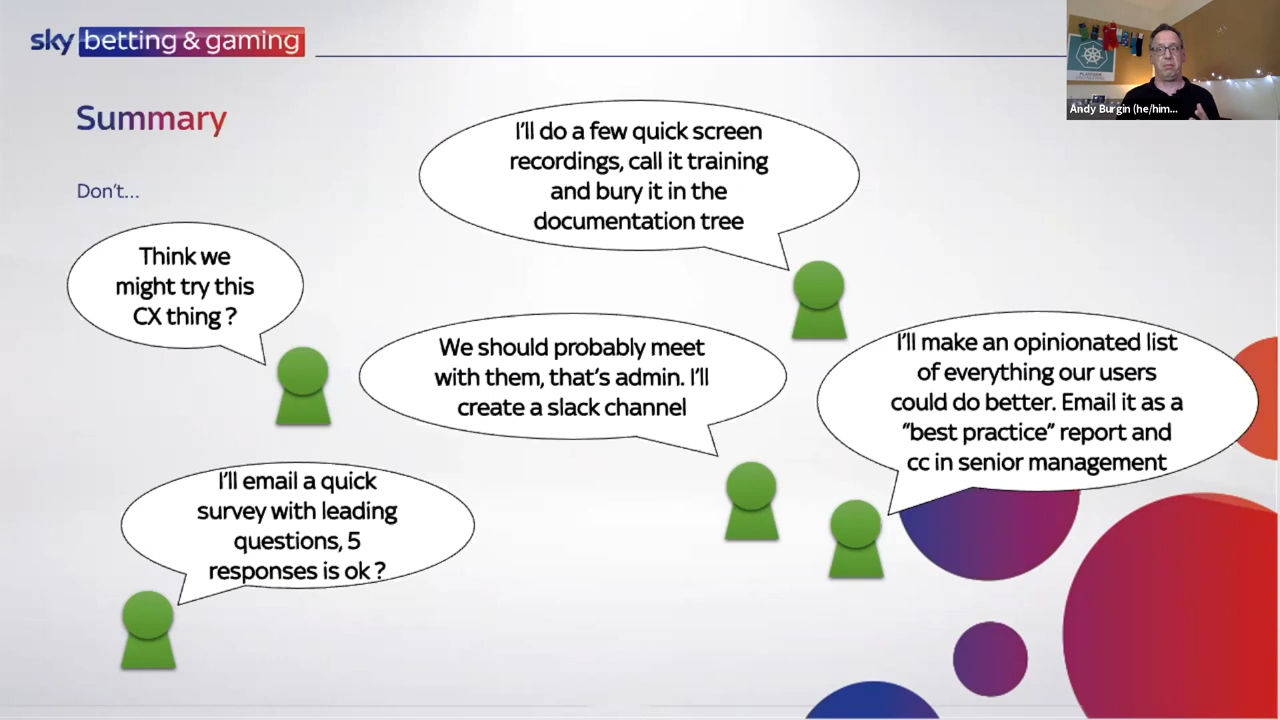 sky betting & gaming
Andy Burgin (he/him...
Summary
Don't...
I'll do a few quick screen
recordings, call it training
and bury it in the
documentation tree
Think we
might try this
CX thing ?
We should probably meet
with them, that's admin. I'll
create a slack channel
I'll make an opinionated list
of everything our users
could do better. Email it as a
"best practice" report and
cc in senior management
I'll email a quick
survey with leading
questions, 5
responses is ok ?